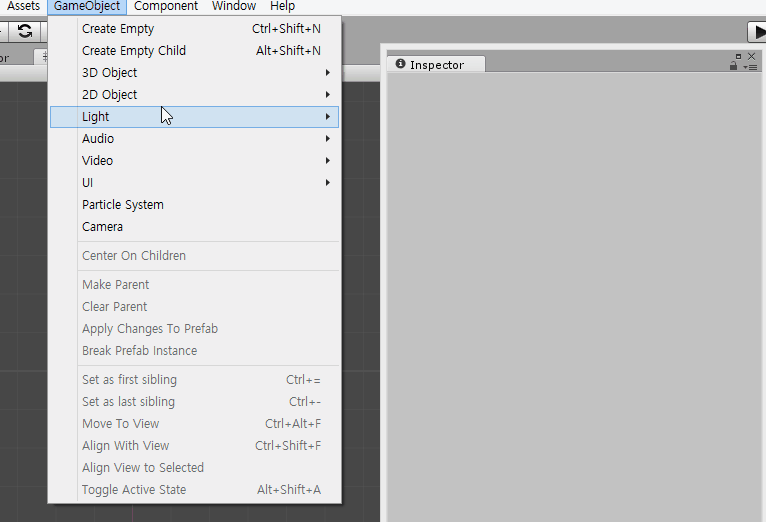 Assets GameObject Component Window Help
Create Empty Ctrl+Shift+N
Create Empty Child Alt+Shift+N
3D Object
2D Object
Light
Audio
Video
UI
Particle System
Camera
Center On Children
Make Parent
Clear Parent
Apply Changes To Prefab
Break Prefab Instance
Set as first sibling Ctrl+=
Set as last sibling Ctrl+-
Move To View Ctrl+Alt+F
Align With View Ctrl+Shift+F
Align View to Selected
Toggle Active State Alt+Shift+A
or
Inspector